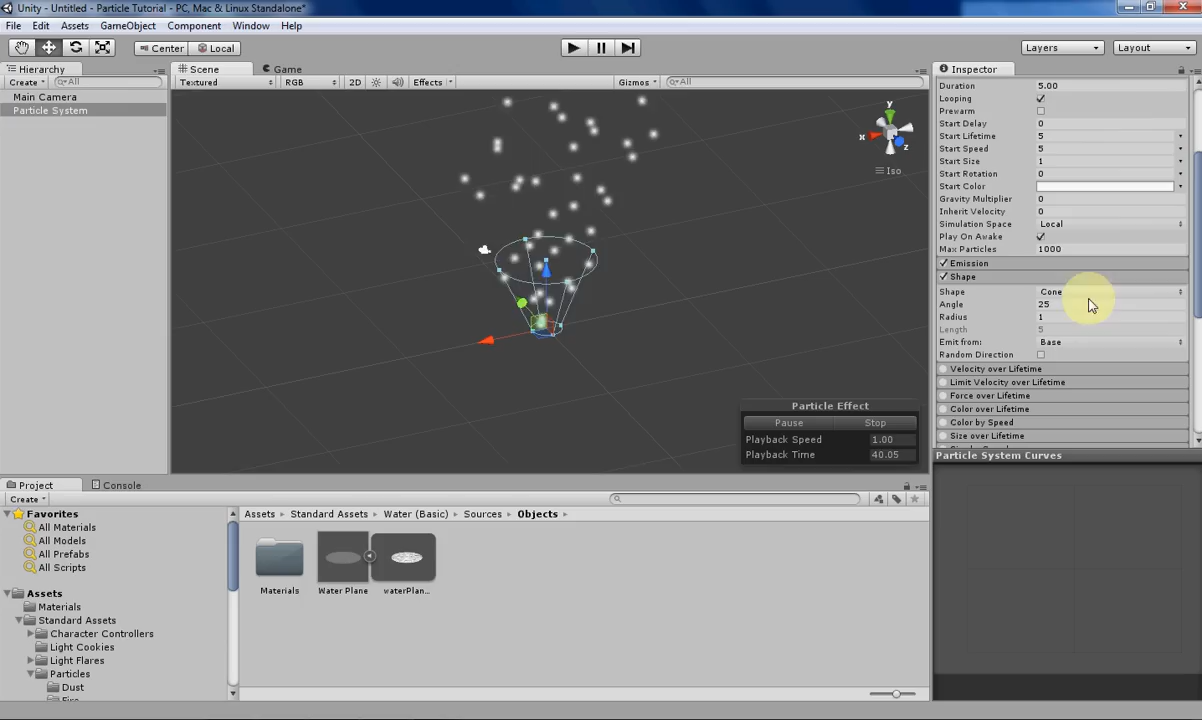 Unity - Untitled - Particle Tutorial - PC, Mac & Linux Standalone*
File Edit Assets GameObject Component Window Help
Center Local Layers Layout
Hierarchy
Create All
Main Camera
Particle System
Scene Game
Textured RGB 2D Effects Gizmos All
y
x
z
Iso
Particle Effect
Pause Stop
Playback Speed 1.00
Playback Time 40.05
Inspector
Duration 5.00
Looping
Prewarm
Start Delay 0
Start Lifetime 5
Start Speed 5
Start Size 1
Start Rotation 0
Start Color
Gravity Multiplier 0
Inherit Velocity 0
Simulation Space Local
Play On Awake
Max Particles 1000
Emission
Shape
Shape Cone
Angle 25
Radius 1
Length 5
Emit from: Base
Random Direction
Velocity over Lifetime
Limit Velocity over Lifetime
Force over Lifetime
Color over Lifetime
Color by Speed
Size over Lifetime
Particle System Curves
Project Console
Create
Favorites
All Materials
All Models
All Prefabs
All Scripts
Assets
Materials
Standard Assets
Character Controllers
Light Cookies
Light Flares
Particles
Dust
Assets Standard Assets Water (Basic) Sources Objects
Materials Water Plane waterPlan...